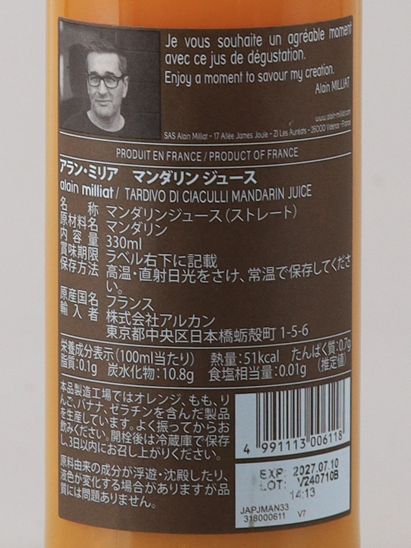 Je vous souhaite un agréable moment
avec ce jus de dégustation.
Enjoy a moment to savour my creation.
Alain MILLIAT
www.alain-milliat.com
SAS Alain Milliat - 17 Allée James Joule - ZI Les Auréats - 26000 Valence - France
PRODUIT EN FRANCE / PRODUCT OF FRANCE
アラン・ミリア マンダリン ジュース
alain milliat / TARDIVO DI CIACULLI MANDARIN JUICE
名称 マンダリンジュース（ストレート）
原材料名 マンダリン
内容量 330ml
賞味期限 ラベル右下に記載
保存方法 高温・直射日光をさけ、常温で保存してくださ
い。
原産国名 フランス
輸入者 株式会社アルカン
東京都中央区日本橋蛎殻町 1-5-6
栄養成分表示（100ml当たり） 熱量：51kcal たんぱく質：0.7g
脂質：0.1g 炭水化物：10.8g 食塩相当量：0.01g （推定値）
本品製造工場ではオレンジ、もも、り
んご、バナナ、ゼラチンを含んだ製品
を生産しています。よく振ってからお
飲みください。開栓後は冷蔵庫で保存
し、3日以内にお召し上がりください。
原料由来の成分が浮遊・沈殿したり、
液色が変化する場合がありますが品
質には問題ありません。
4 991113 006118
EXP: 2027.07.10
LOT: V240710B
14:13
JAPJMAN33
318000611 V7